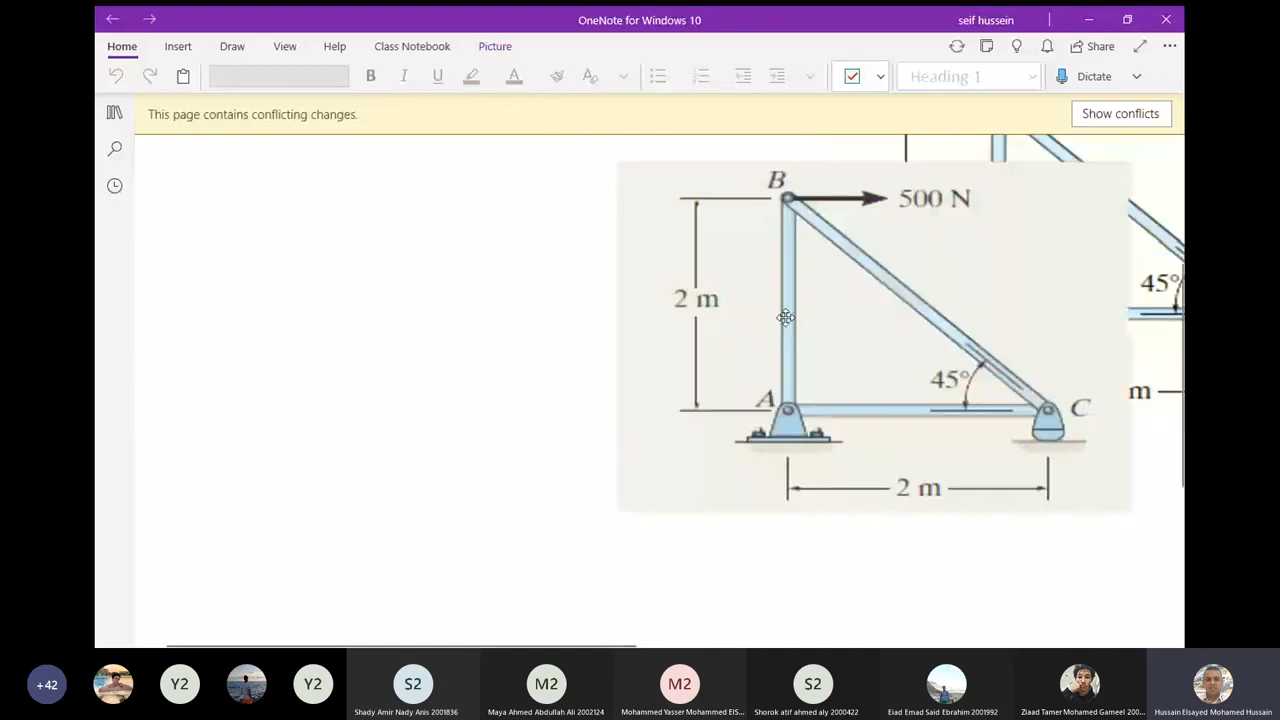 OneNote for Windows 10
seif hussein
Home Insert Draw View Help Class Notebook Picture Share
B I U A Heading 1 Dictate
This page contains conflicting changes. Show conflicts
B
500 N
2 m
45°
45°
A
C
m
2 m
+42 Y2 Y2 S2 M2 M2 S2
Shady Amir Nady Anis 2001836 Maya Ahmed Abdullah Ali 2002124 Mohammed Yasser Mohammed ElS... Shorok atif ahmed aly 2000422 Eiad Emad Said Ebrahim 2001992 Ziaad Tamer Mohamed Gameel 200... Hussain Elsayed Mohamed Hussain